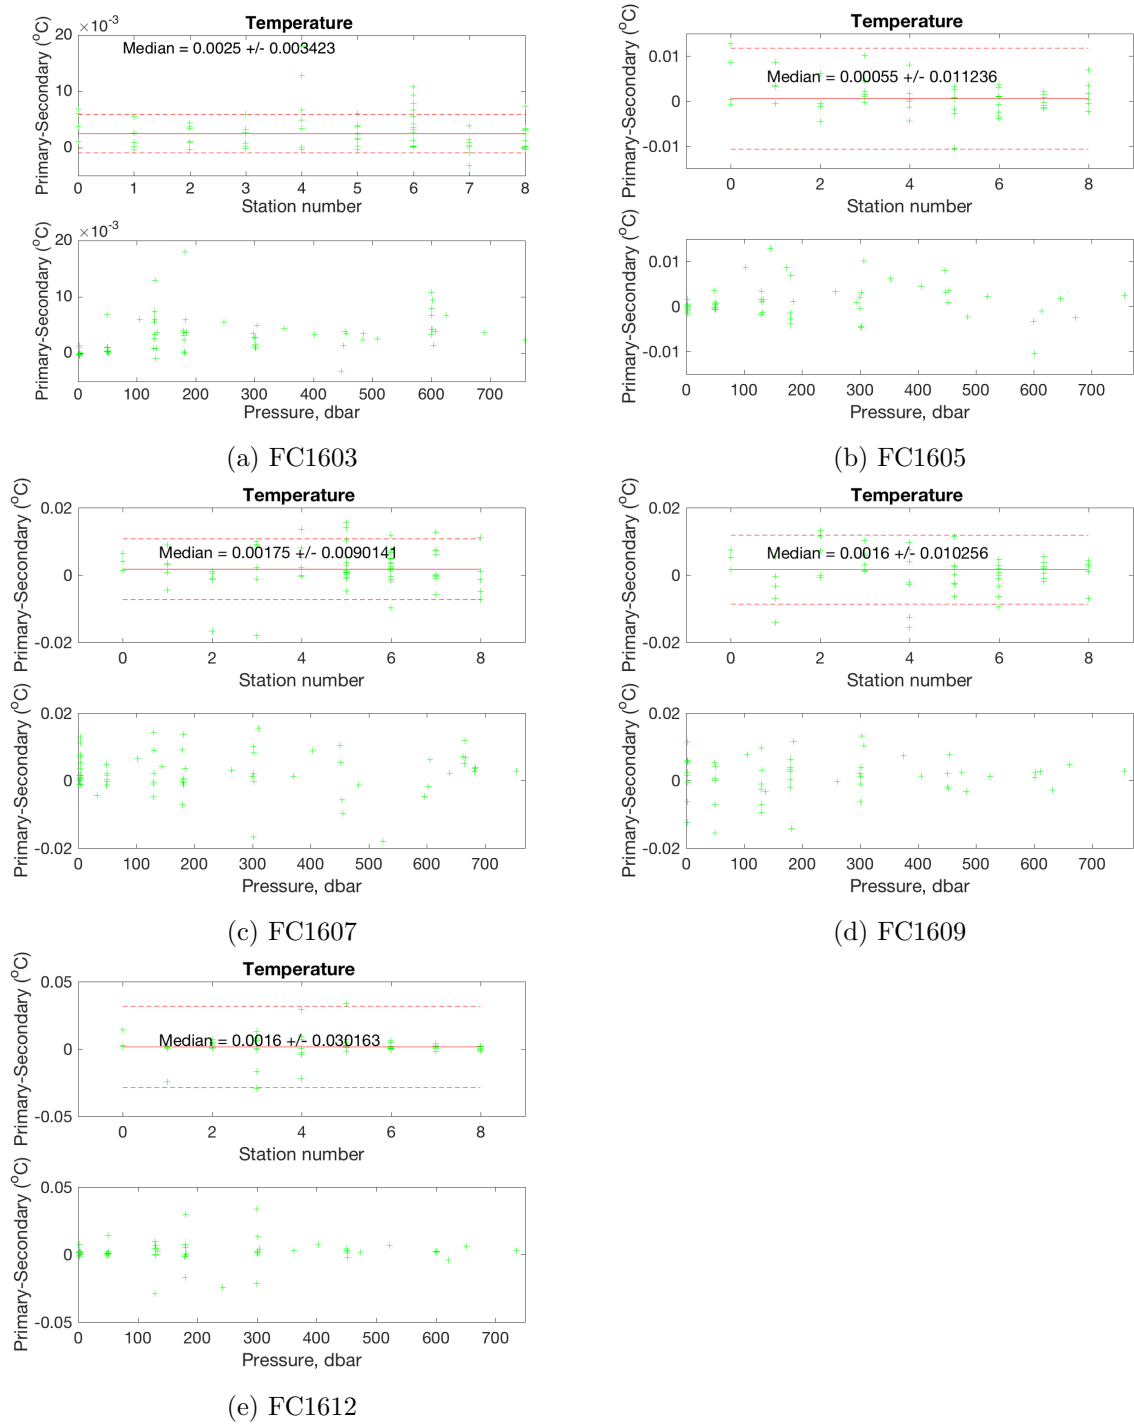 Temperature
×10⁻³
20
10
0
Primary-Secondary (°C)
Median = 0.0025 +/- 0.003423
0 1 2 3 4 5 6 7 8
Station number
×10⁻³
20
10
0
Primary-Secondary (°C)
0 100 200 300 400 500 600 700
Pressure, dbar
(a) FC1603
Temperature
0.01
0
-0.01
Primary-Secondary (°C)
Median = 0.00055 +/- 0.011236
0 2 4 6 8
Station number
0.01
0
-0.01
Primary-Secondary (°C)
0 100 200 300 400 500 600 700
Pressure, dbar
(b) FC1605
Temperature
0.02
0
-0.02
Primary-Secondary (°C)
Median = 0.00175 +/- 0.0090141
0 2 4 6 8
Station number
0.02
0
-0.02
Primary-Secondary (°C)
0 100 200 300 400 500 600 700
Pressure, dbar
(c) FC1607
Temperature
0.02
0
-0.02
Primary-Secondary (°C)
Median = 0.0016 +/- 0.010256
0 2 4 6 8
Station number
0.02
0
-0.02
Primary-Secondary (°C)
0 100 200 300 400 500 600 700
Pressure, dbar
(d) FC1609
Temperature
0.05
0
-0.05
Primary-Secondary (°C)
Median = 0.0016 +/- 0.030163
0 2 4 6 8
Station number
0.05
0
-0.05
Primary-Secondary (°C)
0 100 200 300 400 500 600 700
Pressure, dbar
(e) FC1612